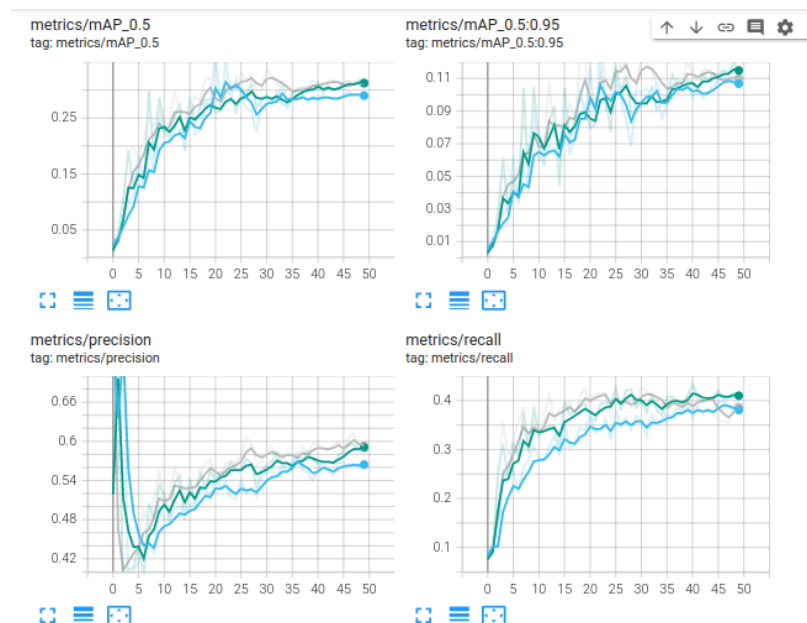 metrics/mAP_0.5
tag: metrics/mAP_0.5
0.25
0.15
0.05
0 5 10 15 20 25 30 35 40 45 50
metrics/mAP_0.5:0.95
tag: metrics/mAP_0.5:0.95
0.11
0.09
0.07
0.05
0.03
0.01
0 5 10 15 20 25 30 35 40 45 50
metrics/precision
tag: metrics/precision
0.66
0.6
0.54
0.48
0.42
0 5 10 15 20 25 30 35 40 45 50
metrics/recall
tag: metrics/recall
0.4
0.3
0.2
0.1
0 5 10 15 20 25 30 35 40 45 50